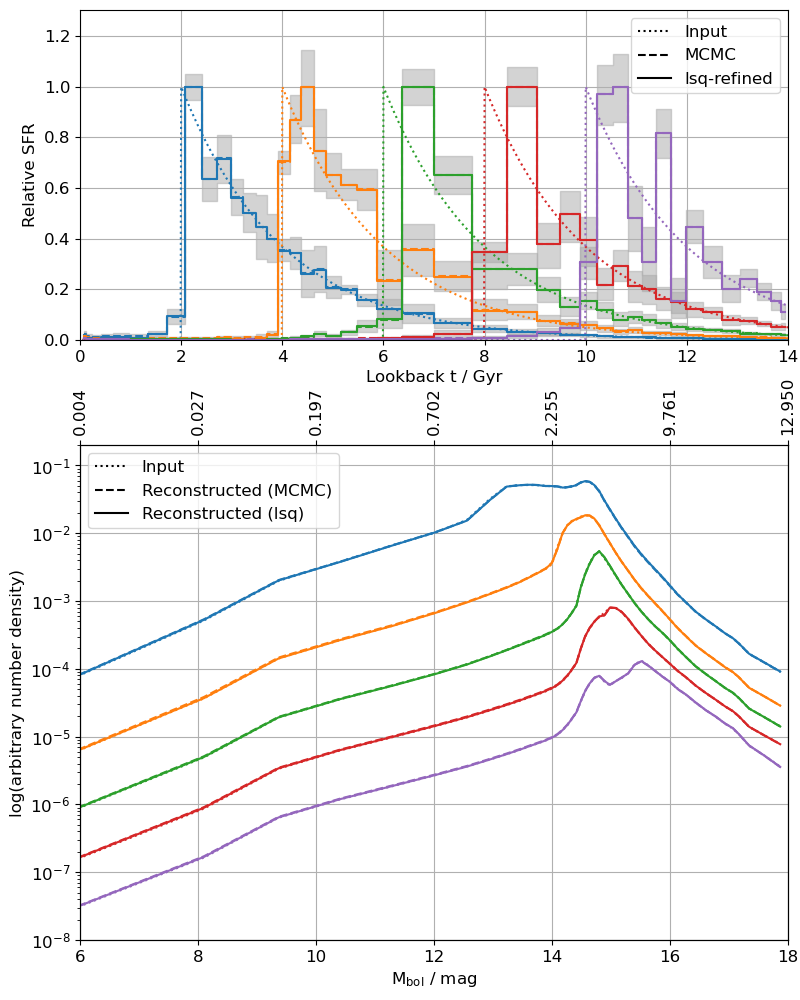 1.2
1.0
0.8
0.6
0.4
0.2
0.0
Relative SFR
Input
MCMC
lsq-refined
0 2 4 6 8 10 12 14
Lookback t / Gyr
0.004 0.027 0.197 0.702 2.255 9.761 12.950
10⁻¹
10⁻²
10⁻³
10⁻⁴
10⁻⁵
10⁻⁶
10⁻⁷
10⁻⁸
log(arbitrary number density)
Input
Reconstructed (MCMC)
Reconstructed (lsq)
6 8 10 12 14 16 18
M_bol / mag